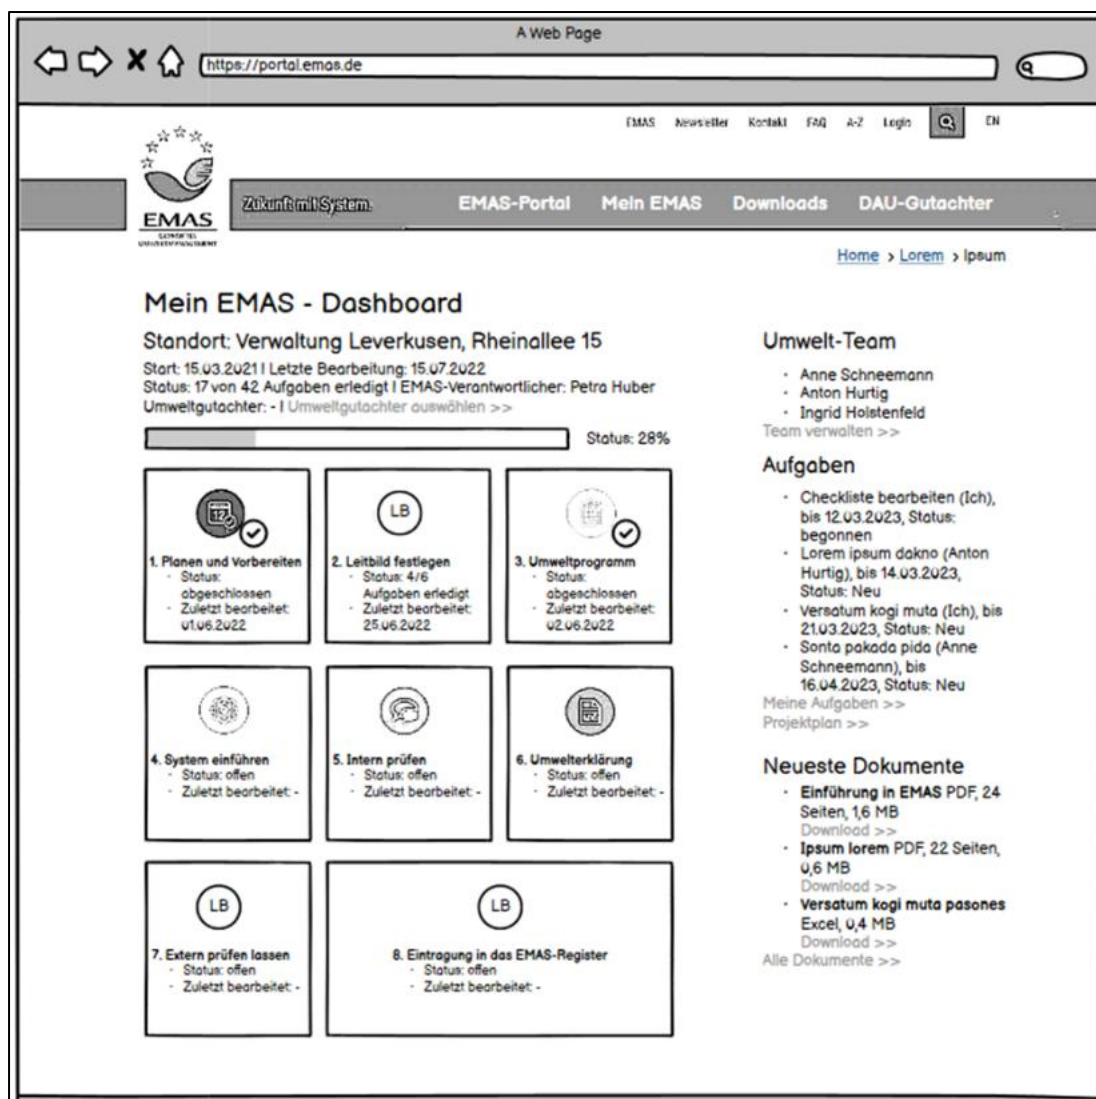 A Web Page
https://portal.emas.de
EMAS Newsletter Kontakt FAQ A-Z Login EN
EMAS
Zukunft mit System.
EMAS-Portal Mein EMAS Downloads DAU-Gutachter
Home > Lorem > Ipsum
Mein EMAS - Dashboard
Standort: Verwaltung Leverkusen, Rheinallee 15
Start: 15.03.2021 I Letzte Bearbeitung: 15.07.2022
Status: 17 von 42 Aufgaben erledigt I EMAS-Verantwortlicher: Petra Huber
Umweltgutachter: - I Umweltgutachter auswählen >>
Status: 28%
12
1. Planen und Vorbereiten
· Status:
abgeschlossen
· Zuletzt bearbeitet:
01.06.2022
LB
2. Leitbild festlegen
· Status: 4/6
Aufgaben erledigt
· Zuletzt bearbeitet:
25.06.2022
3. Umweltprogramm
· Status:
abgeschlossen
· Zuletzt bearbeitet:
02.06.2022
4. System einführen
· Status: offen
· Zuletzt bearbeitet: -
5. Intern prüfen
· Status: offen
· Zuletzt bearbeitet: -
6. Umwelterklärung
· Status: offen
· Zuletzt bearbeitet: -
LB
7. Extern prüfen lassen
· Status: offen
· Zuletzt bearbeitet: -
LB
8. Eintragung in das EMAS-Register
· Status: offen
· Zuletzt bearbeitet: -
Umwelt-Team
· Anne Schneemann
· Anton Hurtig
· Ingrid Holstenfeld
Team verwalten >>
Aufgaben
· Checkliste bearbeiten (Ich),
bis 12.03.2023, Status:
begonnen
· Lorem ipsum dakno (Anton
Hurtig), bis 14.03.2023,
Status: Neu
· Versatum kogi muta (Ich), bis
21.03.2023, Status: Neu
· Sonta pakada pida (Anne
Schneemann), bis
16.04.2023, Status: Neu
Meine Aufgaben >>
Projektplan >>
Neueste Dokumente
· Einführung in EMAS PDF, 24
Seiten, 1,6 MB
Download >>
· Ipsum lorem PDF, 22 Seiten,
0,6 MB
Download >>
· Versatum kogi muta pasones
Excel, 0,4 MB
Download >>
Alle Dokumente >>